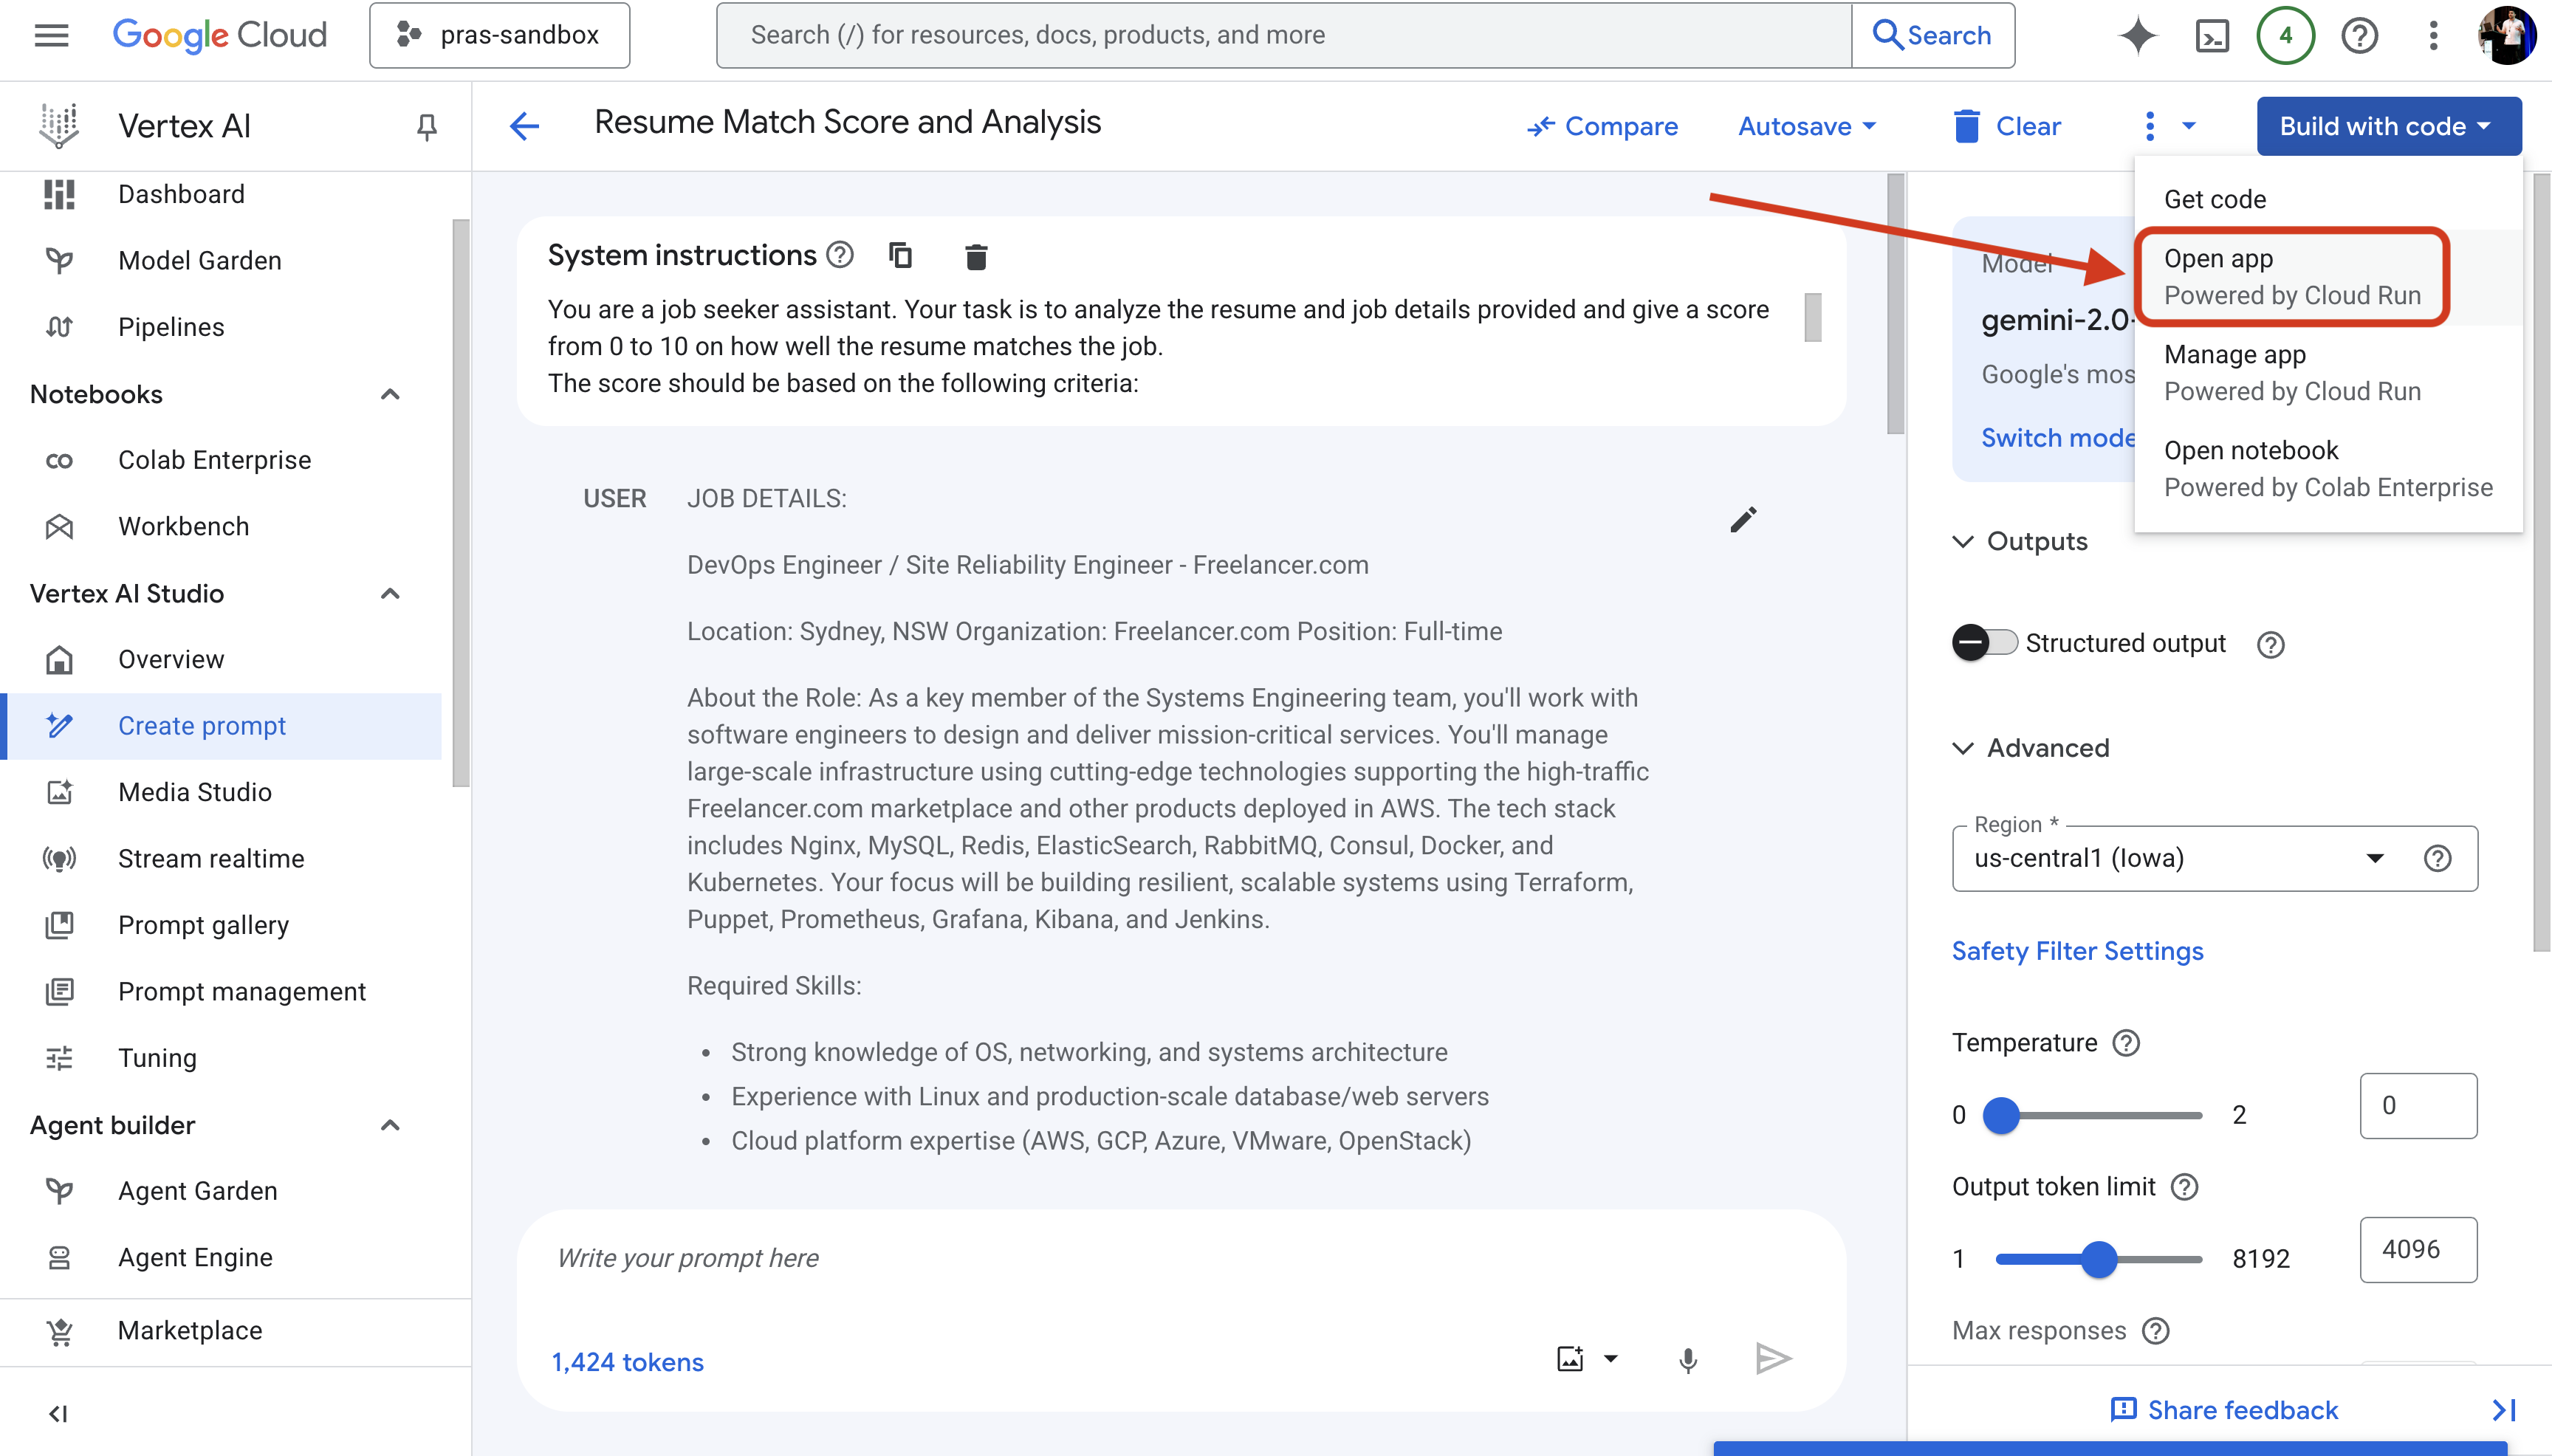 Google Cloud
pras-sandbox
Search (/) for resources, docs, products, and more
Search
4
Vertex AI
Dashboard
Model Garden
Pipelines
Notebooks
Colab Enterprise
Workbench
Vertex AI Studio
Overview
Create prompt
Media Studio
Stream realtime
Prompt gallery
Prompt management
Tuning
Agent builder
Agent Garden
Agent Engine
Marketplace
Resume Match Score and Analysis
Compare
Autosave
Clear
Build with code
System instructions
You are a job seeker assistant. Your task is to analyze the resume and job details provided and give a score
from 0 to 10 on how well the resume matches the job.
The score should be based on the following criteria:
USER
JOB DETAILS:
DevOps Engineer / Site Reliability Engineer - Freelancer.com
Location: Sydney, NSW Organization: Freelancer.com Position: Full-time
About the Role: As a key member of the Systems Engineering team, you'll work with
software engineers to design and deliver mission-critical services. You'll manage
large-scale infrastructure using cutting-edge technologies supporting the high-traffic
Freelancer.com marketplace and other products deployed in AWS. The tech stack
includes Nginx, MySQL, Redis, ElasticSearch, RabbitMQ, Consul, Docker, and
Kubernetes. Your focus will be building resilient, scalable systems using Terraform,
Puppet, Prometheus, Grafana, Kibana, and Jenkins.
Required Skills:
• Strong knowledge of OS, networking, and systems architecture
• Experience with Linux and production-scale database/web servers
• Cloud platform expertise (AWS, GCP, Azure, VMware, OpenStack)
Write your prompt here
1,424 tokens
Get code
Open app
Powered by Cloud Run
Manage app
Powered by Cloud Run
Open notebook
Powered by Colab Enterprise
Model
gemini-2.0-
Google's mos
Switch mode
Outputs
Structured output
Advanced
Region *
us-central1 (Iowa)
Safety Filter Settings
Temperature
0
2
0
Output token limit
1
8192
4096
Max responses
Share feedback